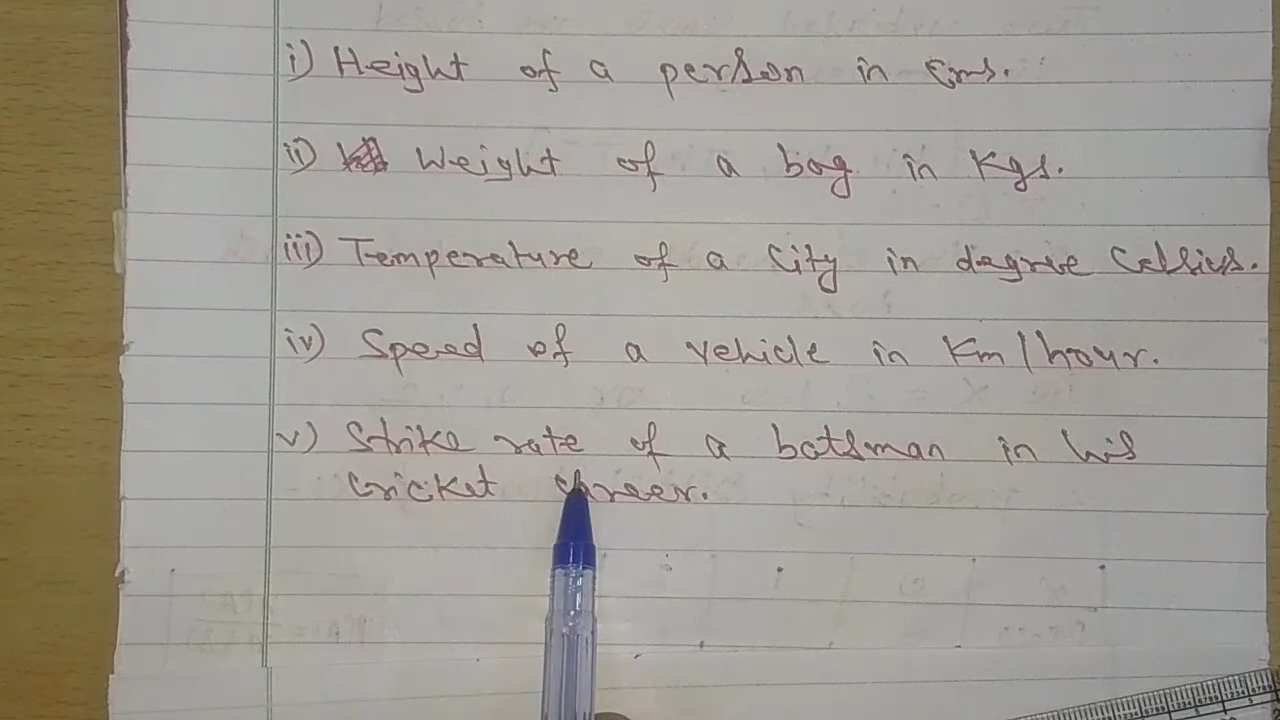 i) Height of a person in cms.
ii) Weight of a bag in Kgs.
iii) Temperature of a City in degree Celsius.
iv) Speed of a vehicle in Km/hour.
v) Strike rate of a batsman in his
cricket career.